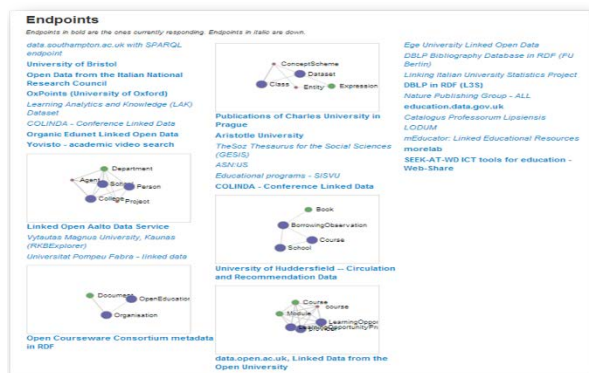 Endpoints
Endpoints in bold are the ones currently responding. Endpoints in italic are down.
data.southampton.ac.uk with SPARQL
endpoint
University of Bristol
Open Data from the Italian National
Research Council
OxPoints (University of Oxford)
Learning Analytics and Knowledge (LAK)
Dataset
COLINDA - Conference Linked Data
Organic Edunet Linked Open Data
Yovisto - academic video search
Department
Agent
School
Person
College
Project
Linked Open Aalto Data Service
Vytautas Magnus University, Kaunas
(RKBExplorer)
Universitat Pompeu Fabra - linked data
Document
OpenEducation
Organisation
Open Courseware Consortium metadata
in RDF
ConceptScheme
Dataset
Class
Entity
Expression
Publications of Charles University in
Prague
Aristotle University
TheSoz Thesaurus for the Social Sciences
(GESIS)
ASN:US
Educational programs - SISVU
COLINDA - Conference Linked Data
Book
BorrowingObservation
Course
School
University of Huddersfield -- Circulation
and Recommendation Data
Course
course
Module
LearningOppor
LearningOpportunityPro
provider
data.open.ac.uk, Linked Data from the
Open University
Ege University Linked Open Data
DBLP Bibliography Database in RDF (FU
Berlin)
Linking Italian University Statistics Project
DBLP in RDF (L3S)
Nature Publishing Group - ALL
education.data.gov.uk
Catalogus Professorum Lipsiensis
LODUM
mEducator: Linked Educational Resources
morelab
SEEK-AT-WD ICT tools for education -
Web-Share